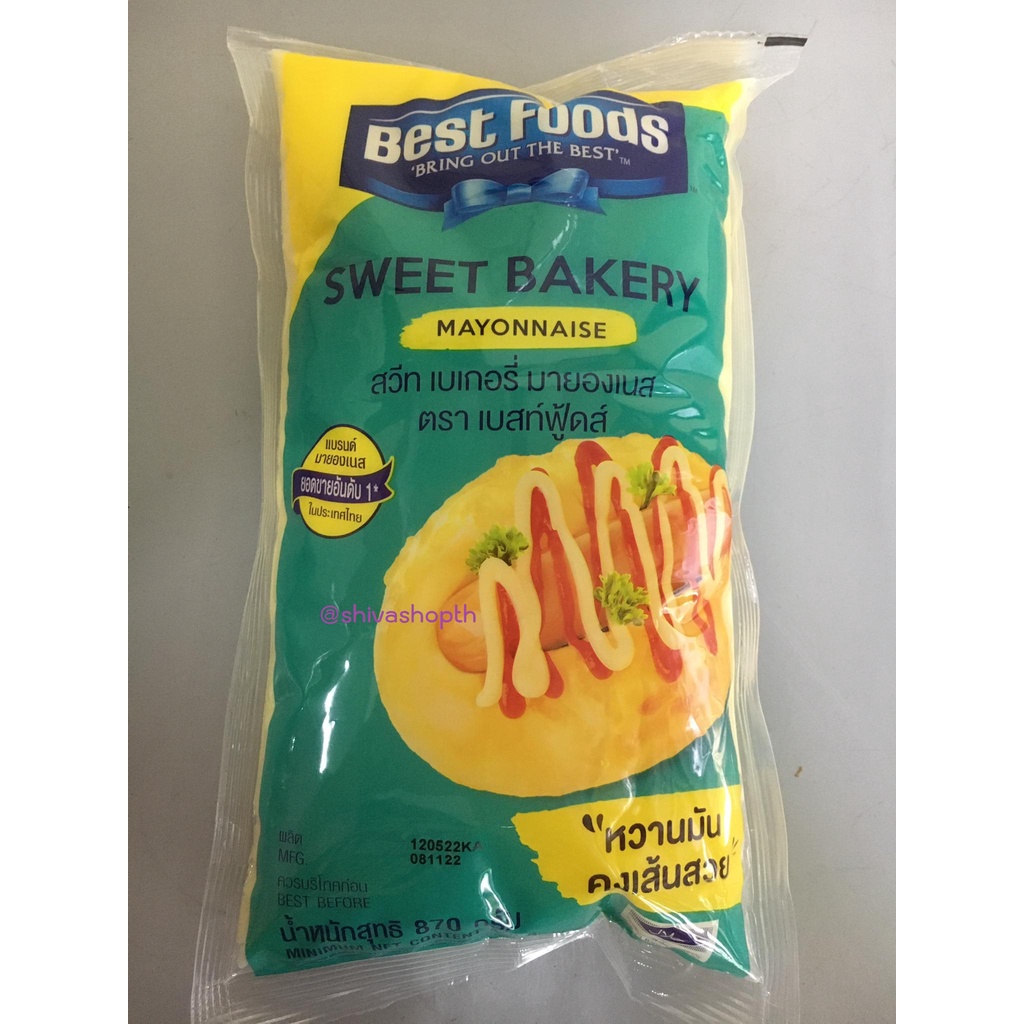 Best Foods
'BRING OUT THE BEST'™
SWEET BAKERY
MAYONNAISE
สวีท เบเกอรี่ มายองเนส
ตรา เบสท์ฟู้ดส์
แบรนด์
มายองเนส
ยอดขายอันดับ 1*
ในประเทศไทย
@shivashopth
"หวานมัน
คงเส้นสวย"
ผลิต
MFG
120522KA
081122
ควรบริโภคก่อน
BEST BEFORE
น้ำหนักสุทธิ 870 กรัม
MINIMUM NET CONTENT